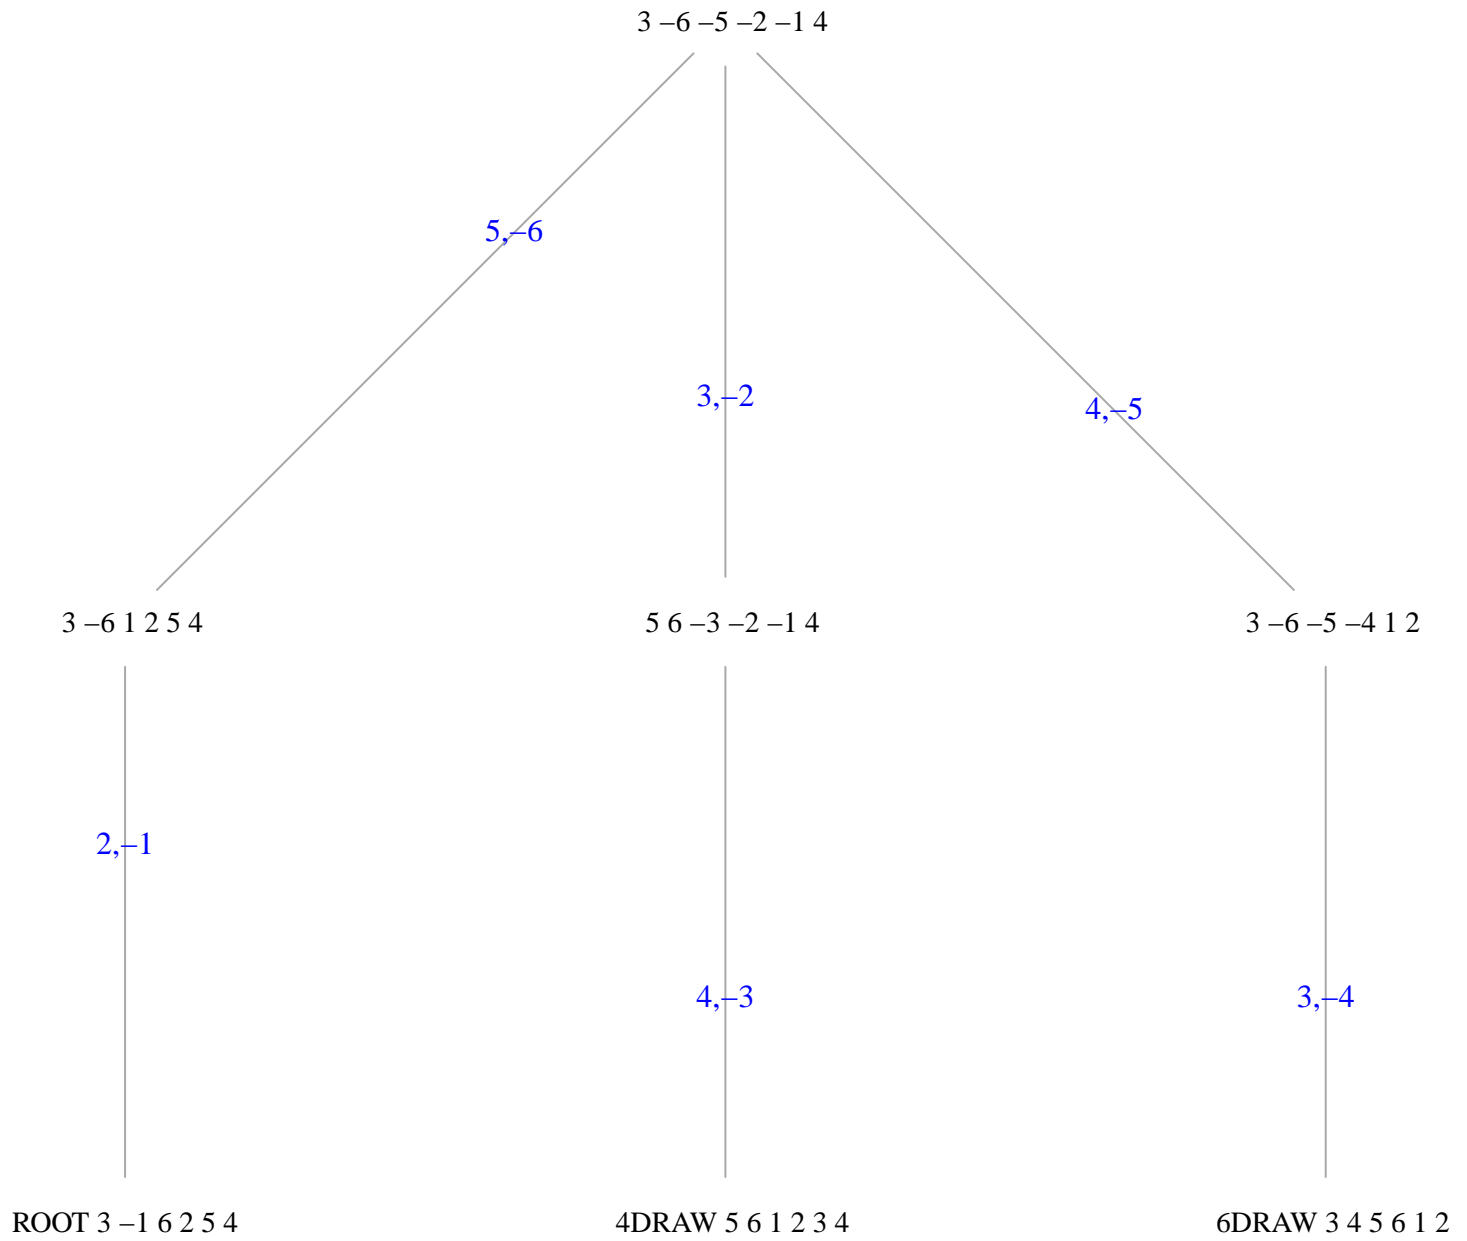 3 –6 –5 –2 –1 4
5,–6
3,–2
4,–5
3 –6 1 2 5 4
5 6 –3 –2 –1 4
3 –6 –5 –4 1 2
2,–1
4,–3
3,–4
ROOT 3 –1 6 2 5 4
4DRAW 5 6 1 2 3 4
6DRAW 3 4 5 6 1 2